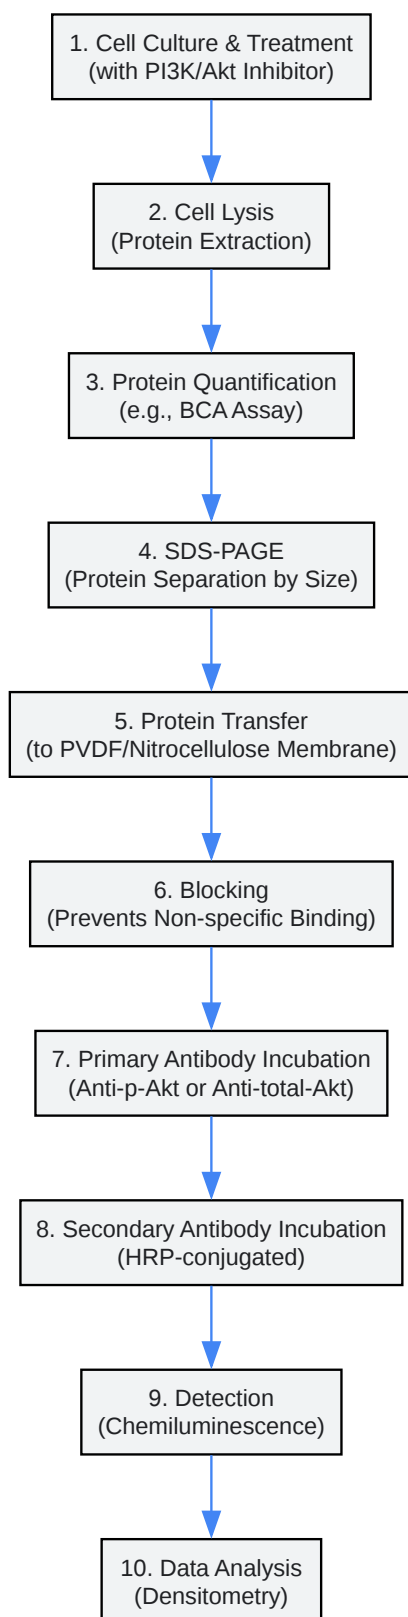 1. Cell Culture & Treatment
(with PI3K/Akt Inhibitor)
2. Cell Lysis
(Protein Extraction)
3. Protein Quantification
(e.g., BCA Assay)
4. SDS-PAGE
(Protein Separation by Size)
5. Protein Transfer
(to PVDF/Nitrocellulose Membrane)
6. Blocking
(Prevents Non-specific Binding)
7. Primary Antibody Incubation
(Anti-p-Akt or Anti-total-Akt)
8. Secondary Antibody Incubation
(HRP-conjugated)
9. Detection
(Chemiluminescence)
10. Data Analysis
(Densitometry)